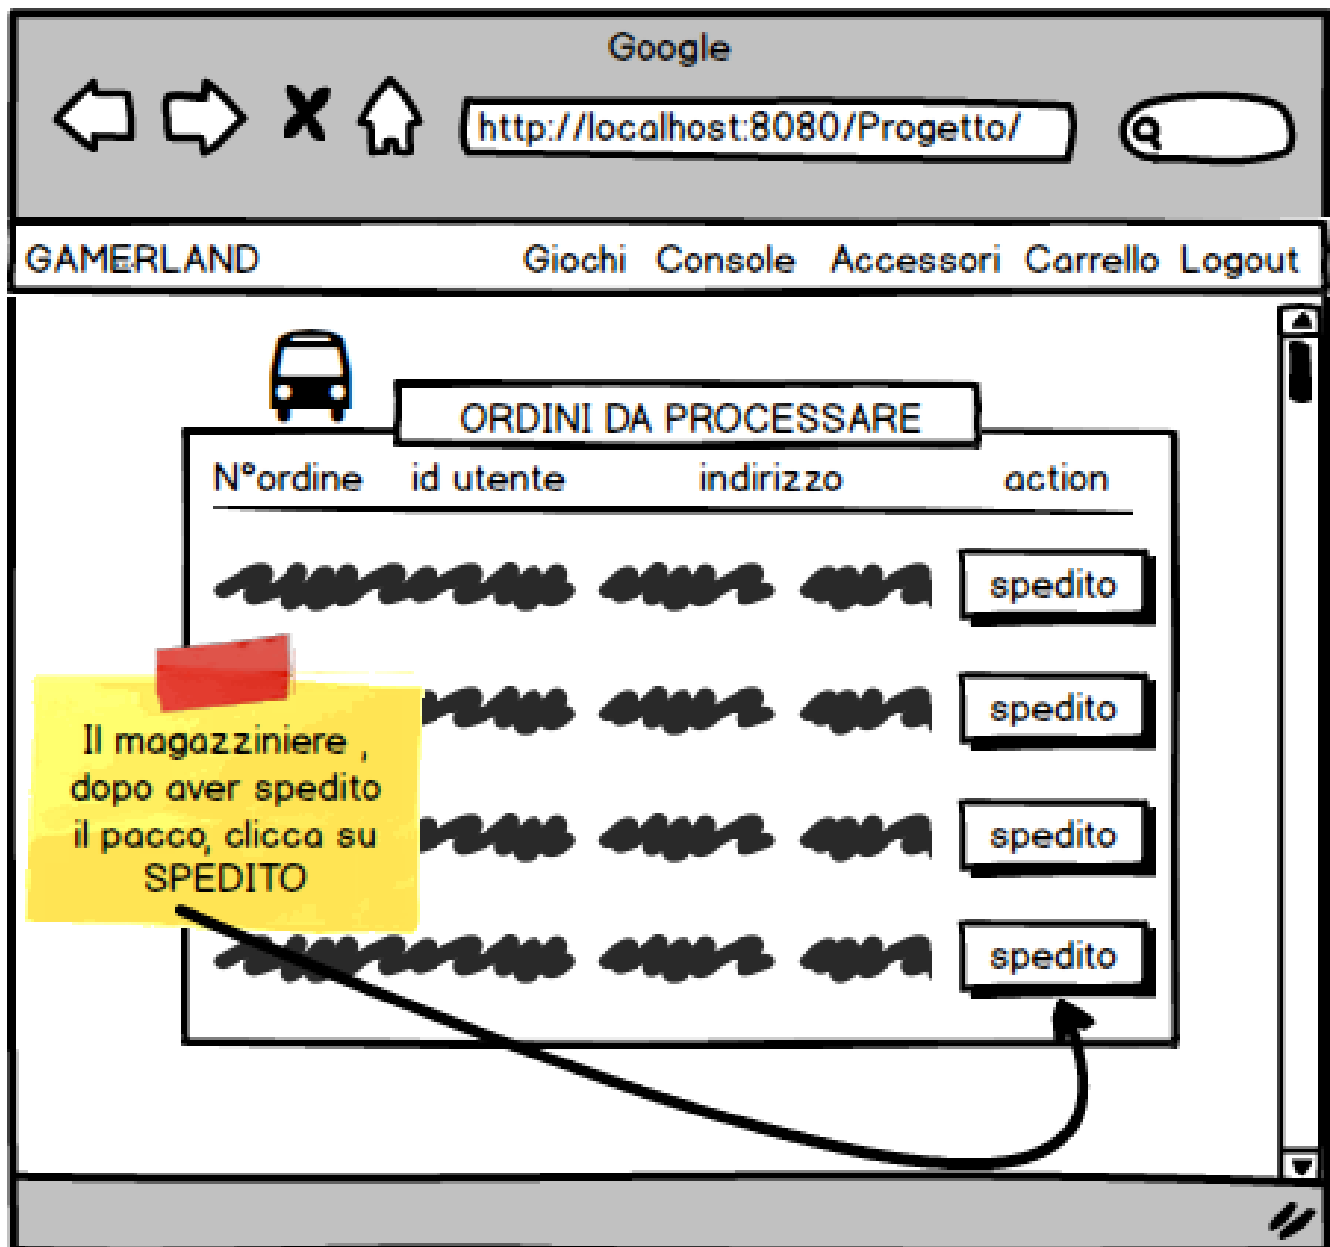 Google
http://localhost:8080/Progetto/
GAMERLAND Giochi Console Accessori Carrello Logout
ORDINI DA PROCESSARE
N°ordine id utente indirizzo action
spedito
spedito
spedito
spedito
Il magazziniere ,
dopo aver spedito
il pacco, clicca su
SPEDITO